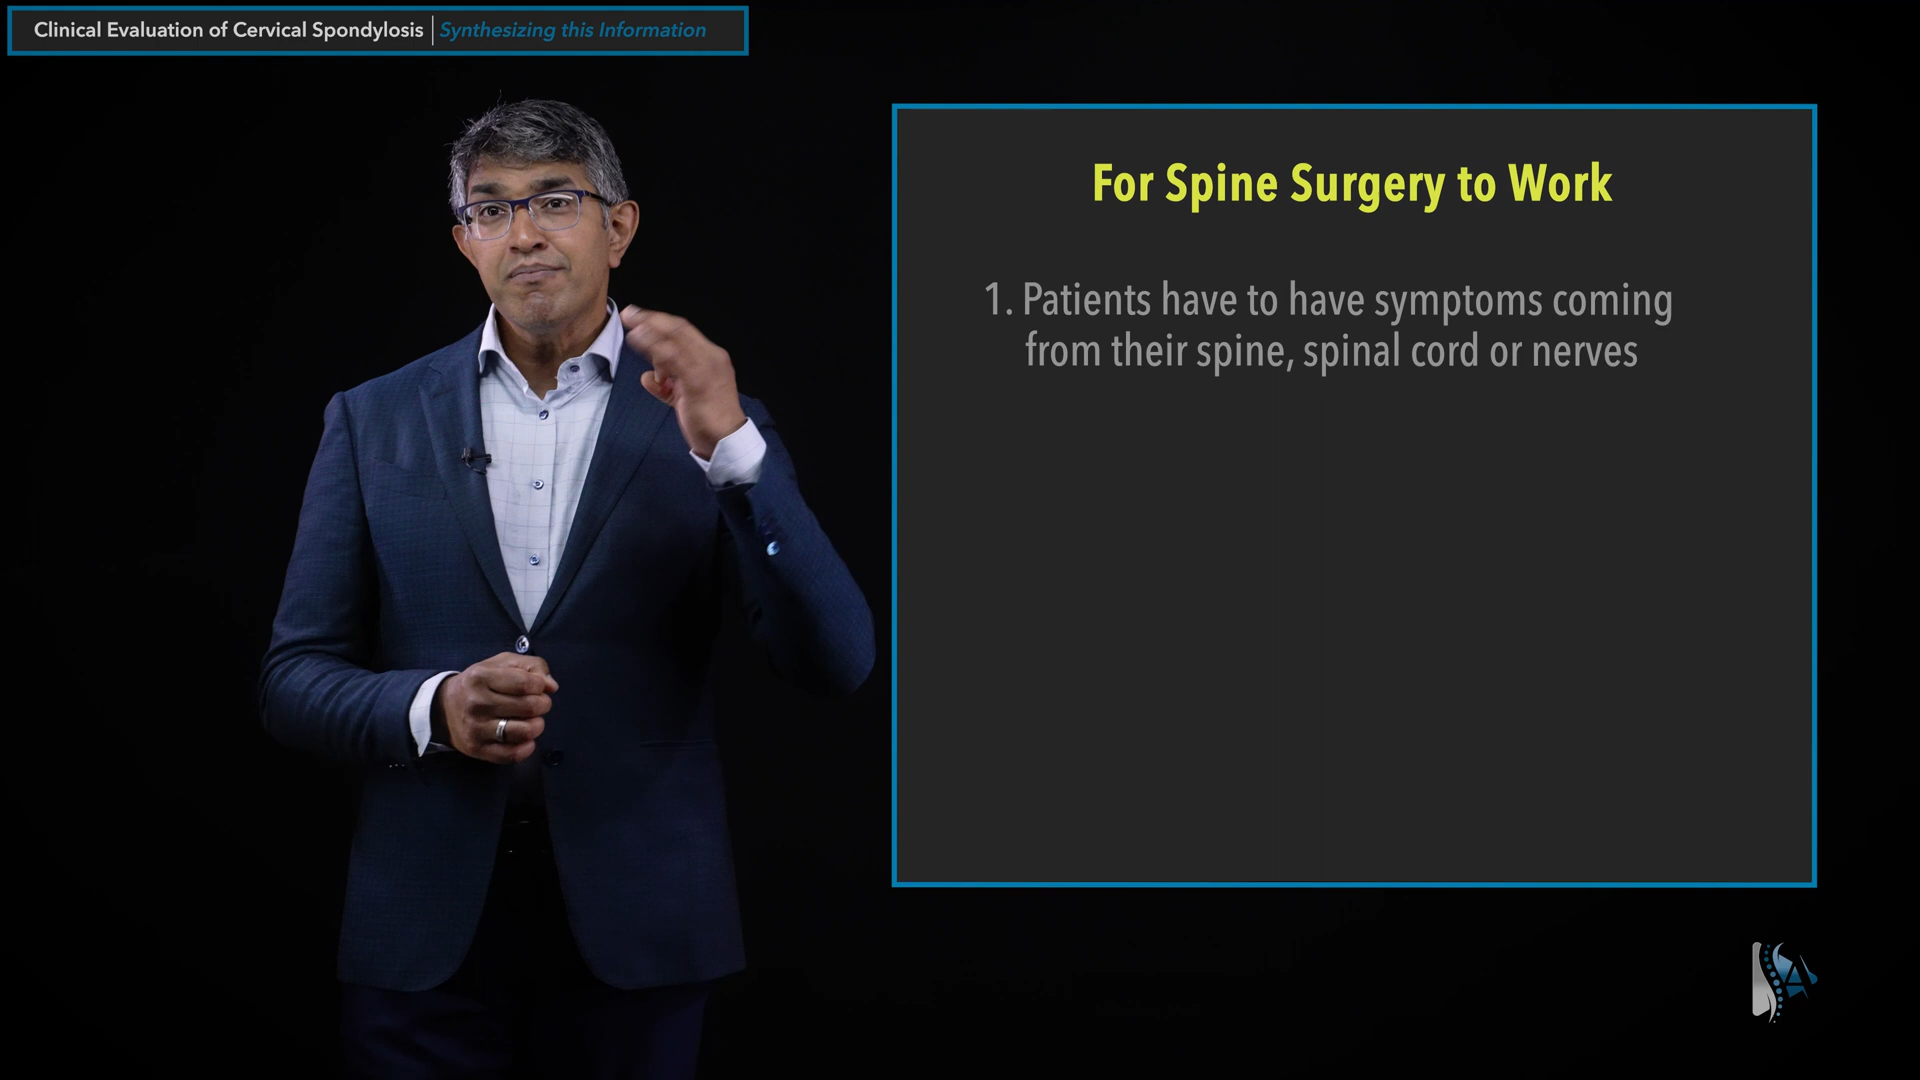 Clinical Evaluation of Cervical Spondylosis | Synthesizing this Information
For Spine Surgery to Work
1. Patients have to have symptoms coming
from their spine, spinal cord or nerves